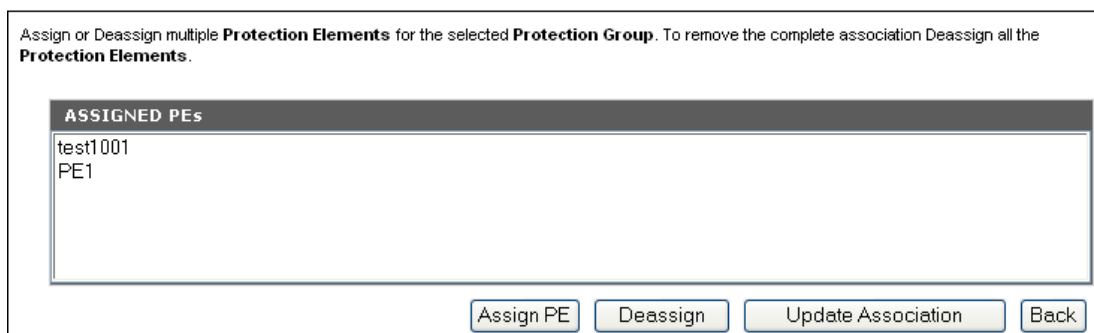 Assign or Deassign multiple Protection Elements for the selected Protection Group. To remove the complete association Deassign all the
Protection Elements.
ASSIGNED PEs
test1001
PE1
Assign PE Deassign Update Association Back